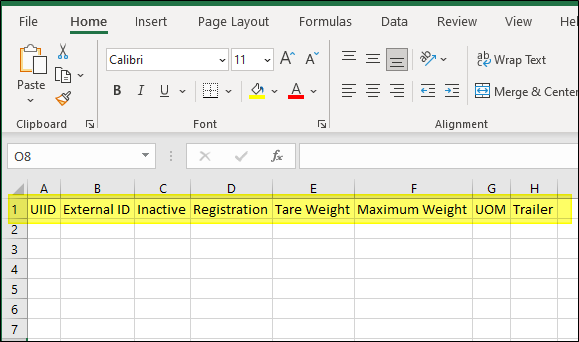 File Home Insert Page Layout Formulas Data Review View Hel
Calibri 11 A A ab Wrap Text
Paste B I U A Merge & Center
Clipboard Font Alignment
O8 fx
A B C D E F G H
1 UIID External ID Inactive Registration Tare Weight Maximum Weight UOM Trailer
2
3
4
5
6
7